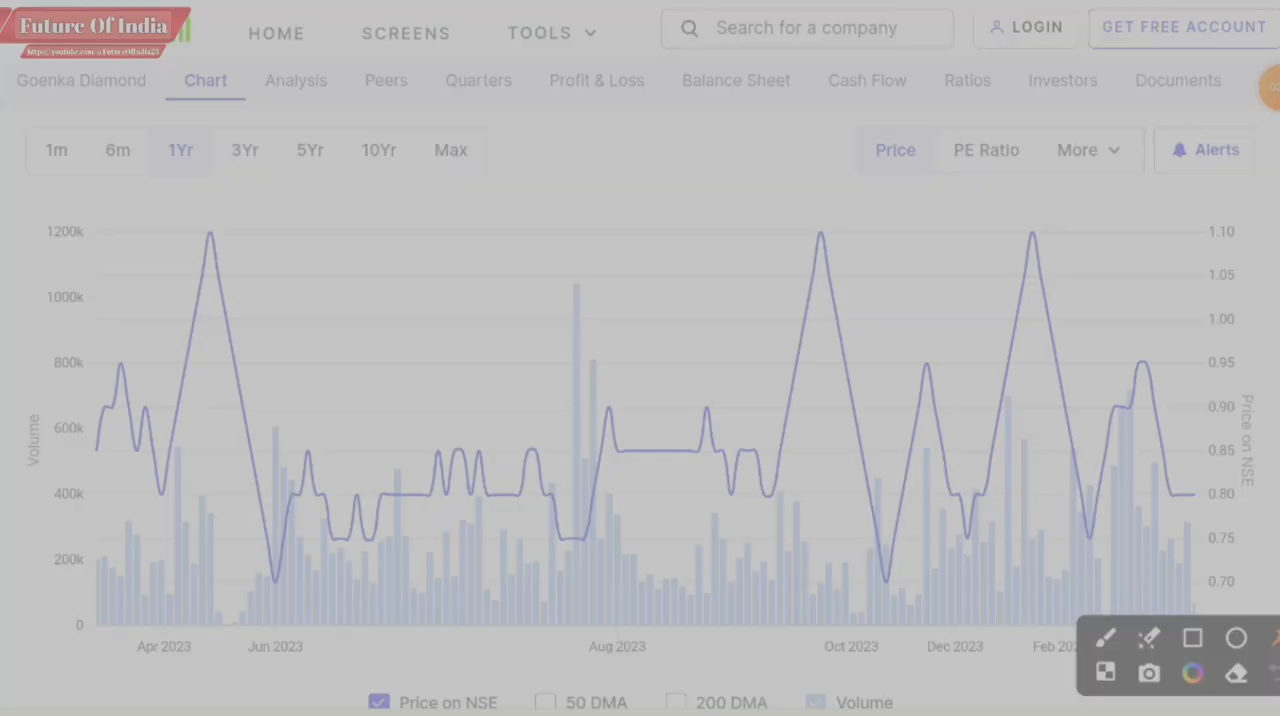 Future Of India
HOME SCREENS TOOLS Search for a company LOGIN GET FREE ACCOUNT
Goenka Diamond Chart Analysis Peers Quarters Profit & Loss Balance Sheet Cash Flow Ratios Investors Documents
1m 6m 1Yr 3Yr 5Yr 10Yr Max Price PE Ratio More Alerts
1200k 1.10
1.05
1000k
1.00
800k 0.95
0.90
600k
0.85
400k 0.80
0.75
200k
0.70
0
Volume
Price on NSE
Apr 2023 Jun 2023 Aug 2023 Oct 2023 Dec 2023 Feb
Price on NSE 50 DMA 200 DMA Volume